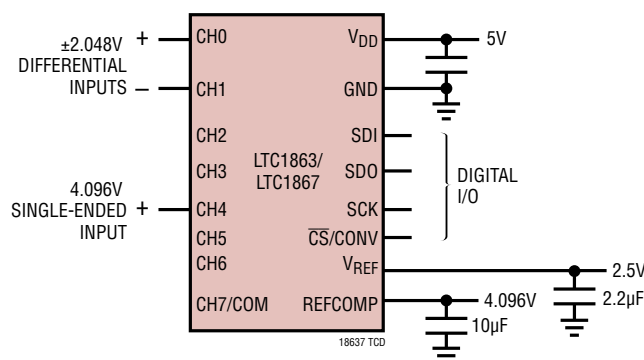 ±2.048V
DIFFERENTIAL
INPUTS
+
–
4.096V
SINGLE-ENDED
INPUT
+
CH0
CH1
CH2
CH3
CH4
CH5
CH6
CH7/COM
LTC1863/
LTC1867
VDD
GND
SDI
SDO
SCK
CS/CONV
VREF
REFCOMP
5V
DIGITAL
I/O
2.5V
2.2µF
4.096V
10µF
18637 TCD